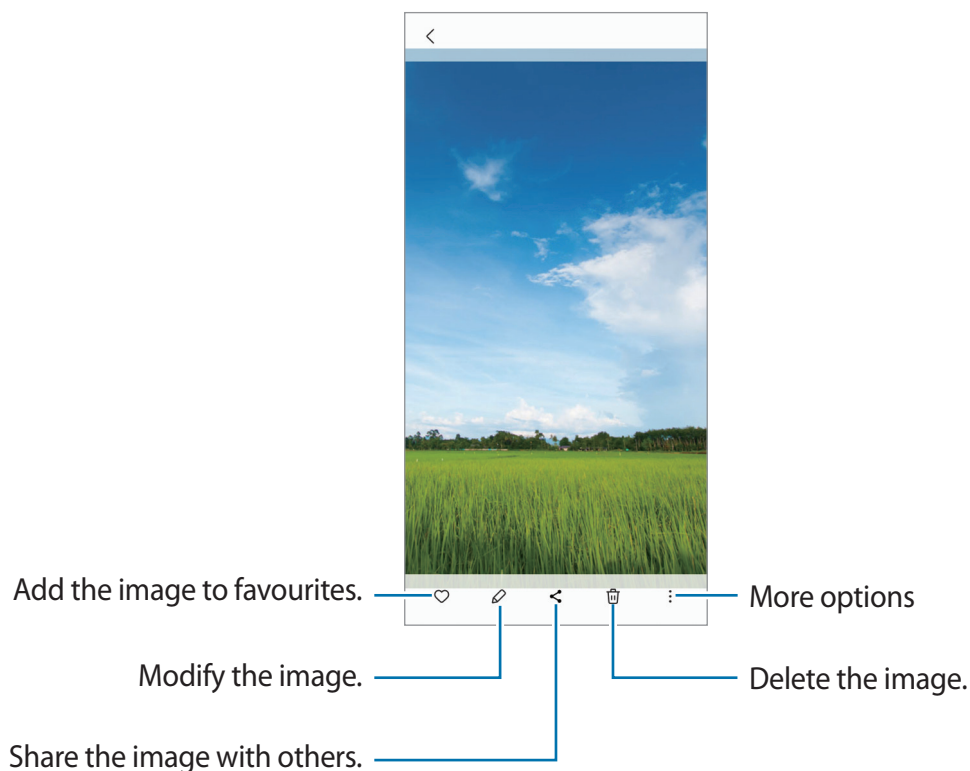 Add the image to favourites.
More options
Modify the image.
Delete the image.
Share the image with others.